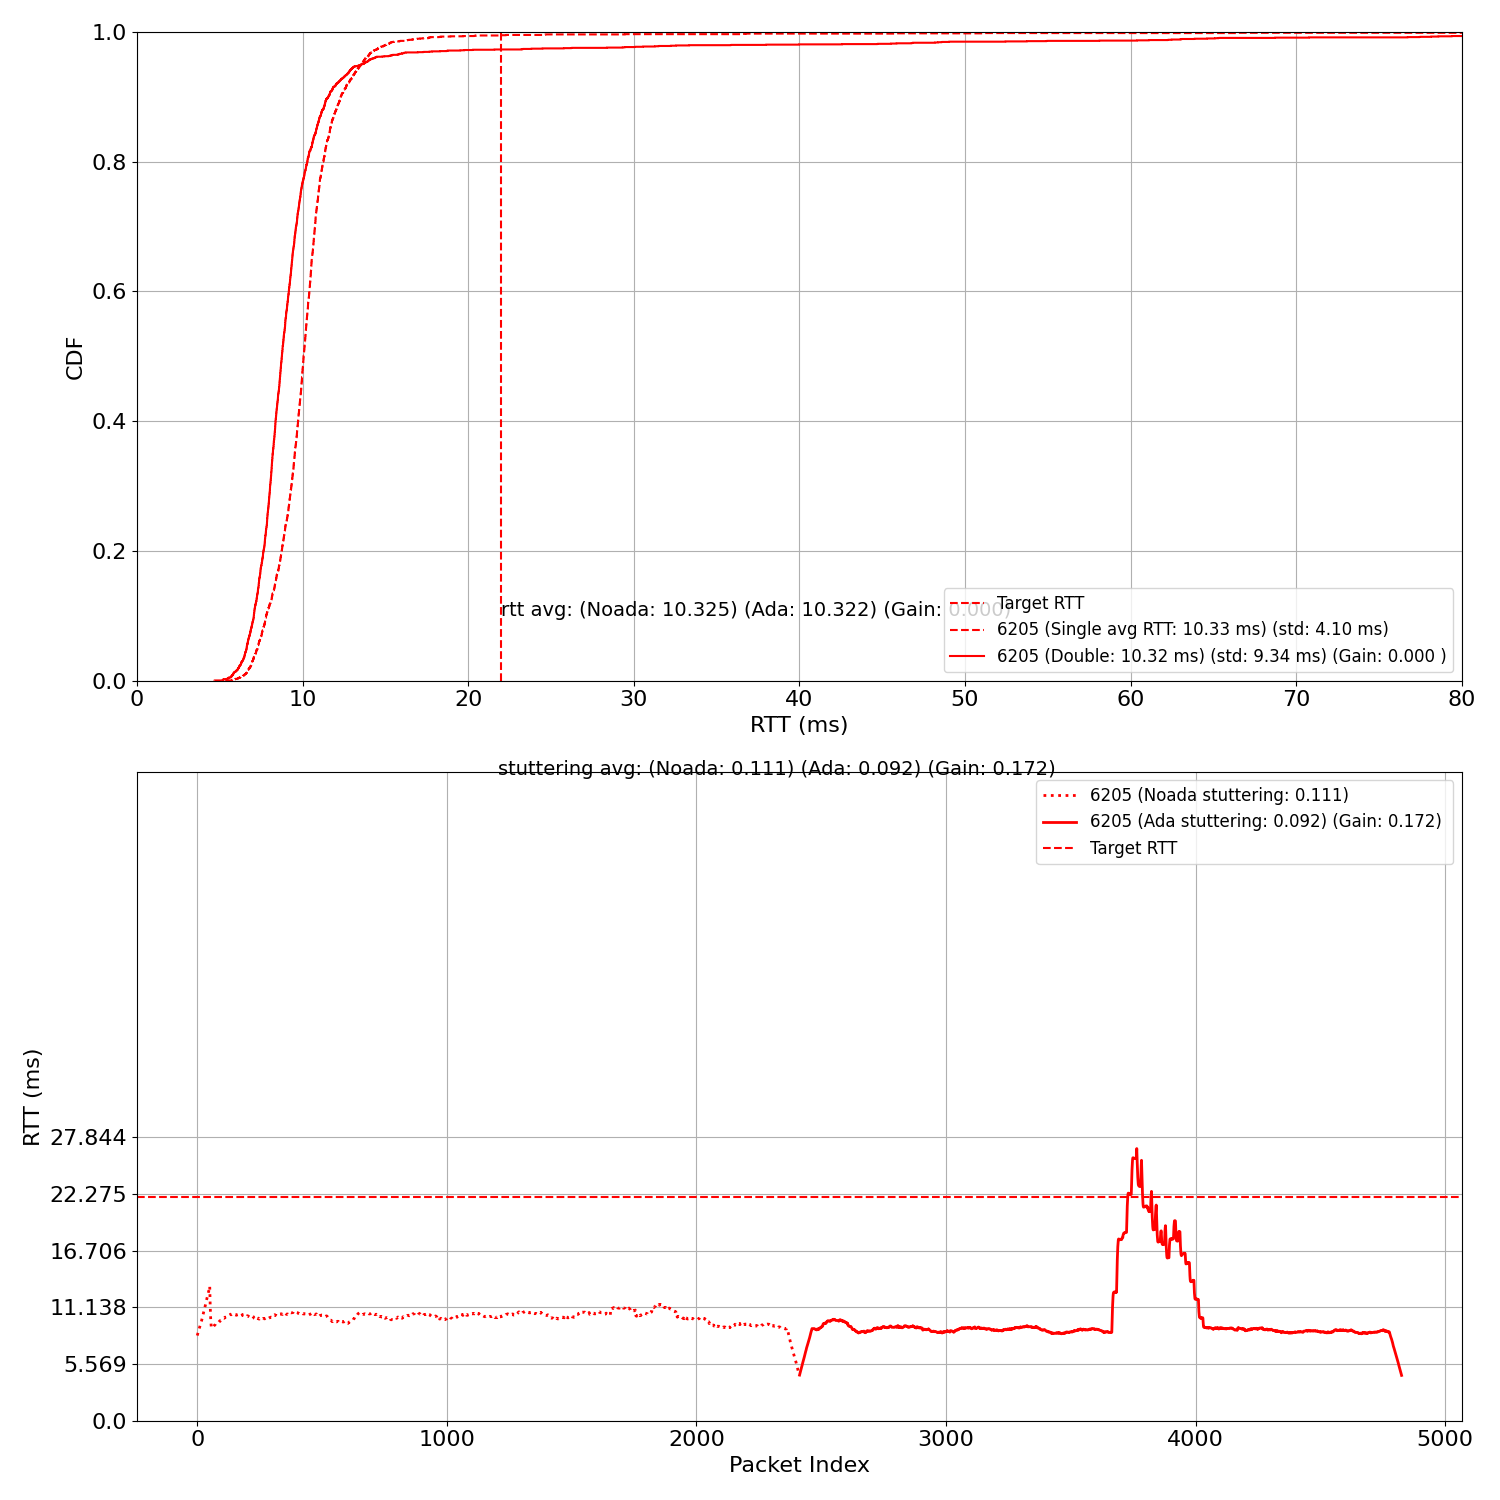 1.0
0.8
0.6
0.4
0.2
0.0
CDF
rtt avg: (Noada: 10.325) (Ada: 10.322) (Gain: 0.000)
Target RTT
6205 (Single avg RTT: 10.33 ms) (std: 4.10 ms)
6205 (Double: 10.32 ms) (std: 9.34 ms) (Gain: 0.000 )
0 10 20 30 40 50 60 70 80
RTT (ms)
stuttering avg: (Noada: 0.111) (Ada: 0.092) (Gain: 0.172)
6205 (Noada stuttering: 0.111)
6205 (Ada stuttering: 0.092) (Gain: 0.172)
Target RTT
RTT (ms)
27.844
22.275
16.706
11.138
5.569
0.0
0 1000 2000 3000 4000 5000
Packet Index